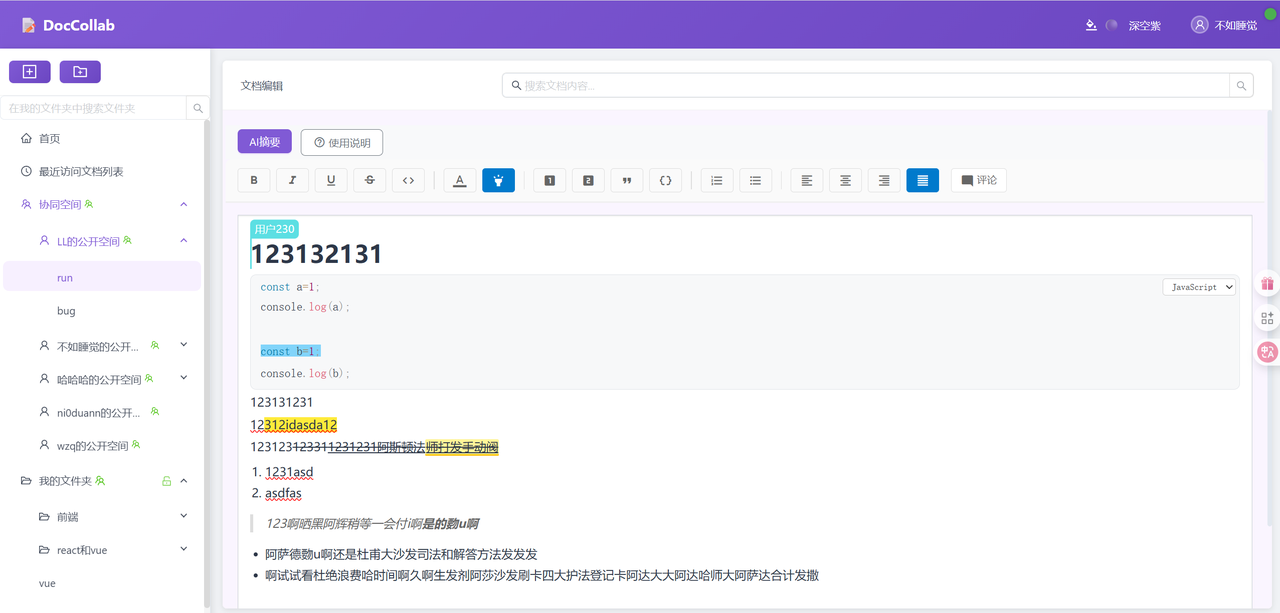 DocCollab
深空紫
不如睡觉
在我的文件夹中搜索文件夹
首页
最近访问文档列表
协同空间
LL的公开空间
run
bug
不如睡觉的公开...
哈哈哈的公开空间
ni0duann的公开...
wzq的公开空间
我的文件夹
前端
react和vue
vue
文档编辑
搜索文档内容...
AI摘要
使用说明
B I U S <> A 1 2 ” {} 评论
用户230
123132131
JavaScript
const a=1;
console.log(a);
const b=1;
console.log(b);
123131231
12312idasda12
123123123311231231阿斯顿法师打发手动阀
1. 1231asd
2. asdfas
123啊晒黑阿辉稍等一会付i啊是的勠u啊
• 阿萨德勠u啊还是杜甫大沙发司法和解答方法发发发
• 啊试试看杜绝浪费哈时间啊久啊生发剂阿莎沙发刷卡四大护法登记卡阿达大大阿达哈师大阿萨达合计发撒